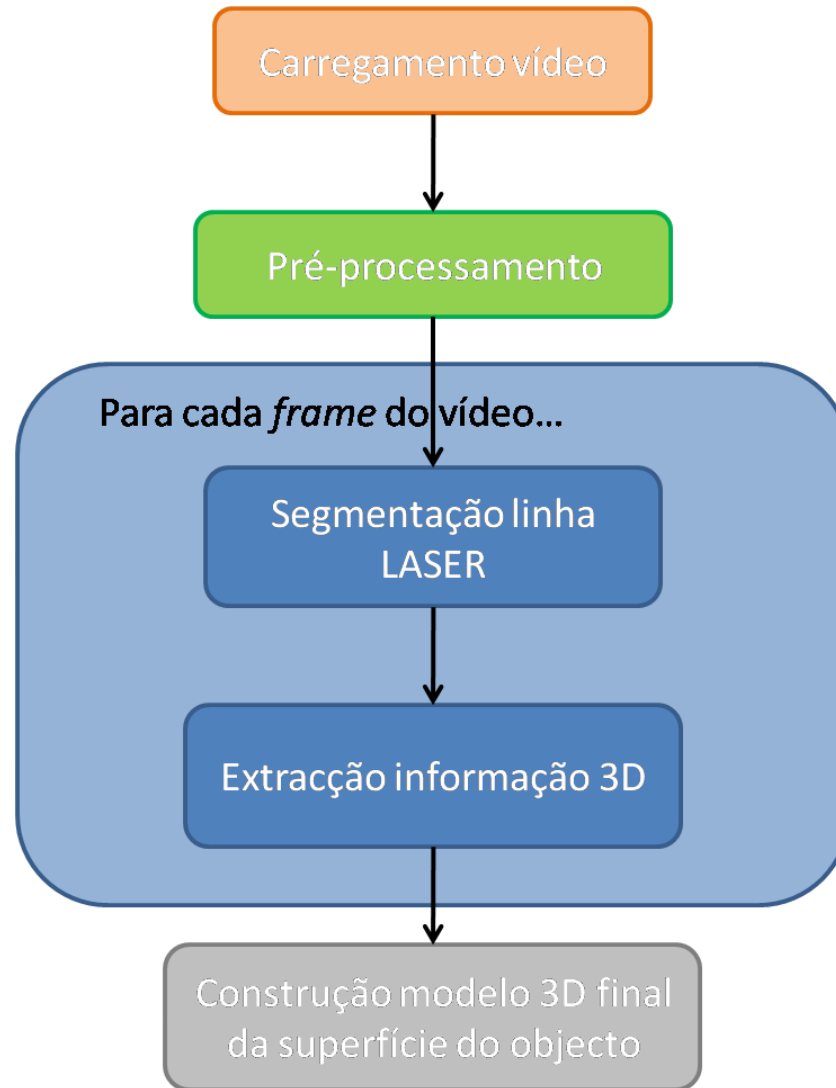 Carregamento vídeo
Pré-processamento
Para cada frame do vídeo...
Segmentação linha
LASER
Extracção informação 3D
Construção modelo 3D final
da superfície do objecto